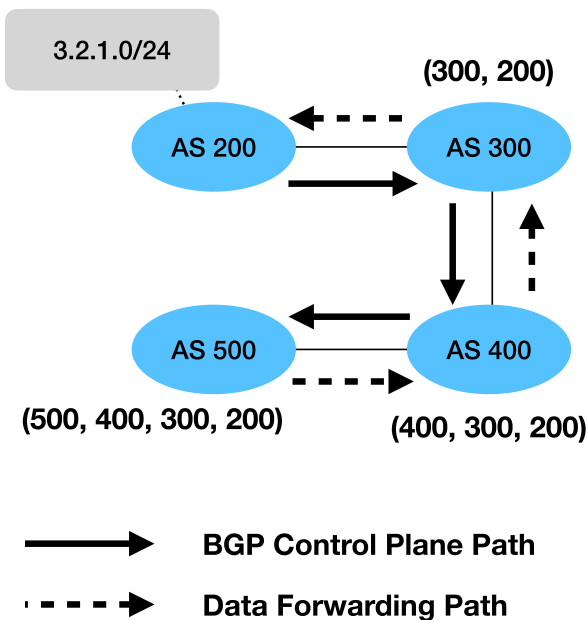 3.2.1.0/24
(300, 200)
AS 200
AS 300
AS 500
AS 400
(500, 400, 300, 200)
(400, 300, 200)
BGP Control Plane Path
Data Forwarding Path